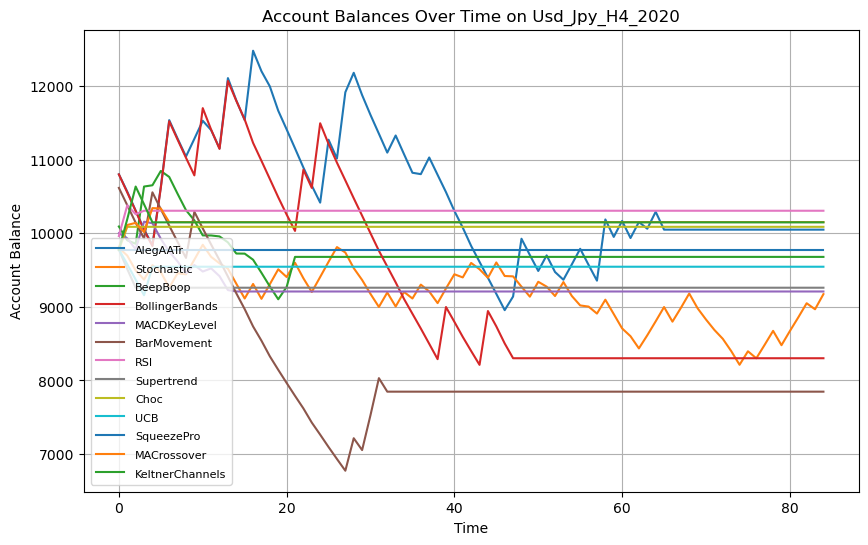 Account Balances Over Time on Usd_Jpy_H4_2020
Account Balance
12000
11000
10000
9000
8000
7000
AlegAATr
Stochastic
BeepBoop
BollingerBands
MACDKeyLevel
BarMovement
RSI
Supertrend
Choc
UCB
SqueezePro
MACrossover
KeltnerChannels
0 20 40 60 80
Time